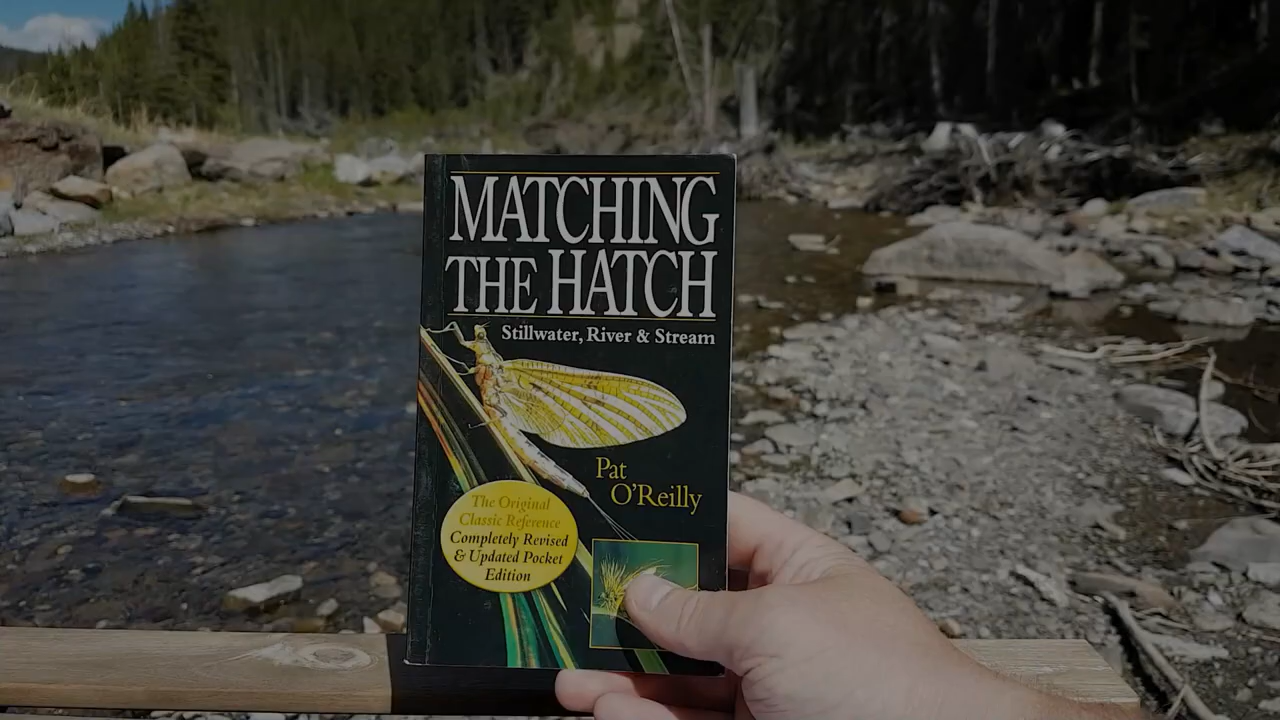 MATCHING
THE HATCH
Stillwater, River & Stream
Pat
O'Reilly
The Original
Classic Reference
Completely Revised
& Updated Pocket
Edition